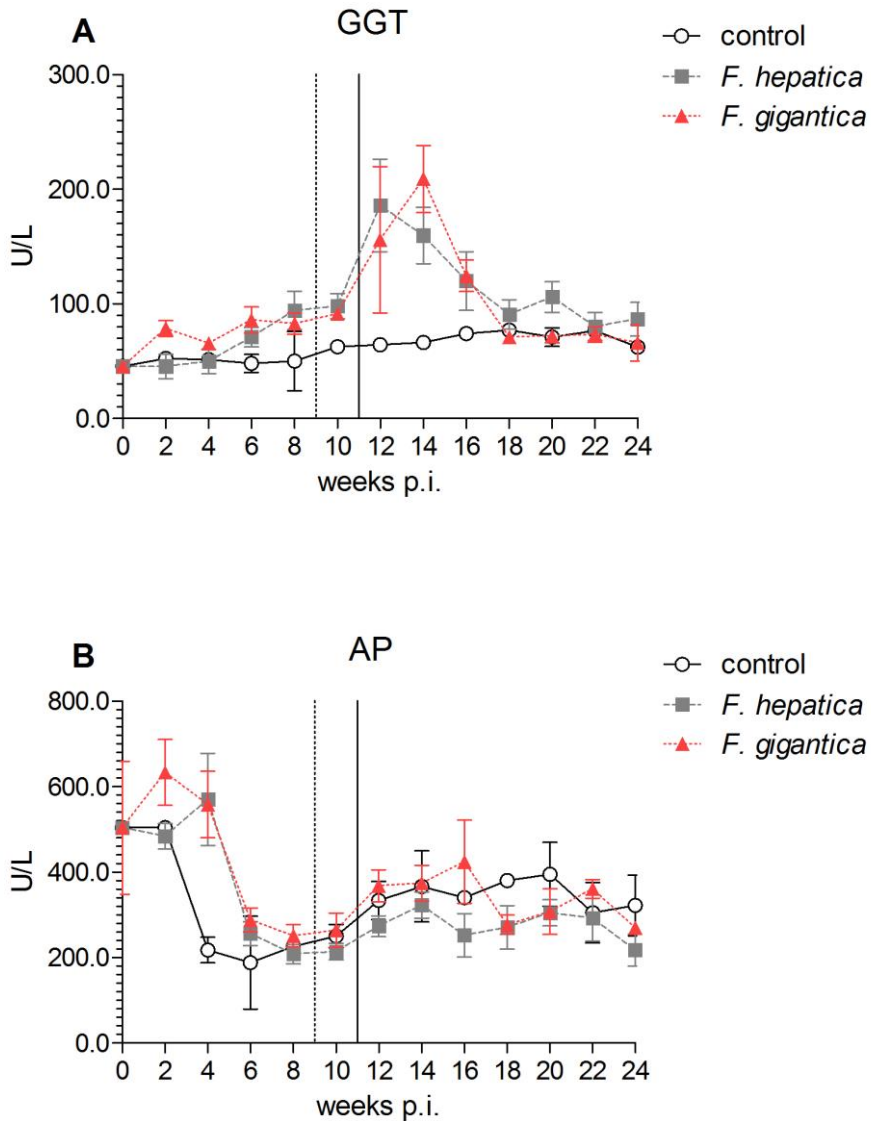 A
GGT
control
F. hepatica
F. gigantica
300.0
200.0
100.0
0.0
U/L
0 2 4 6 8 10 12 14 16 18 20 22 24
weeks p.i.
B
AP
control
F. hepatica
F. gigantica
800.0
600.0
400.0
200.0
0.0
U/L
0 2 4 6 8 10 12 14 16 18 20 22 24
weeks p.i.